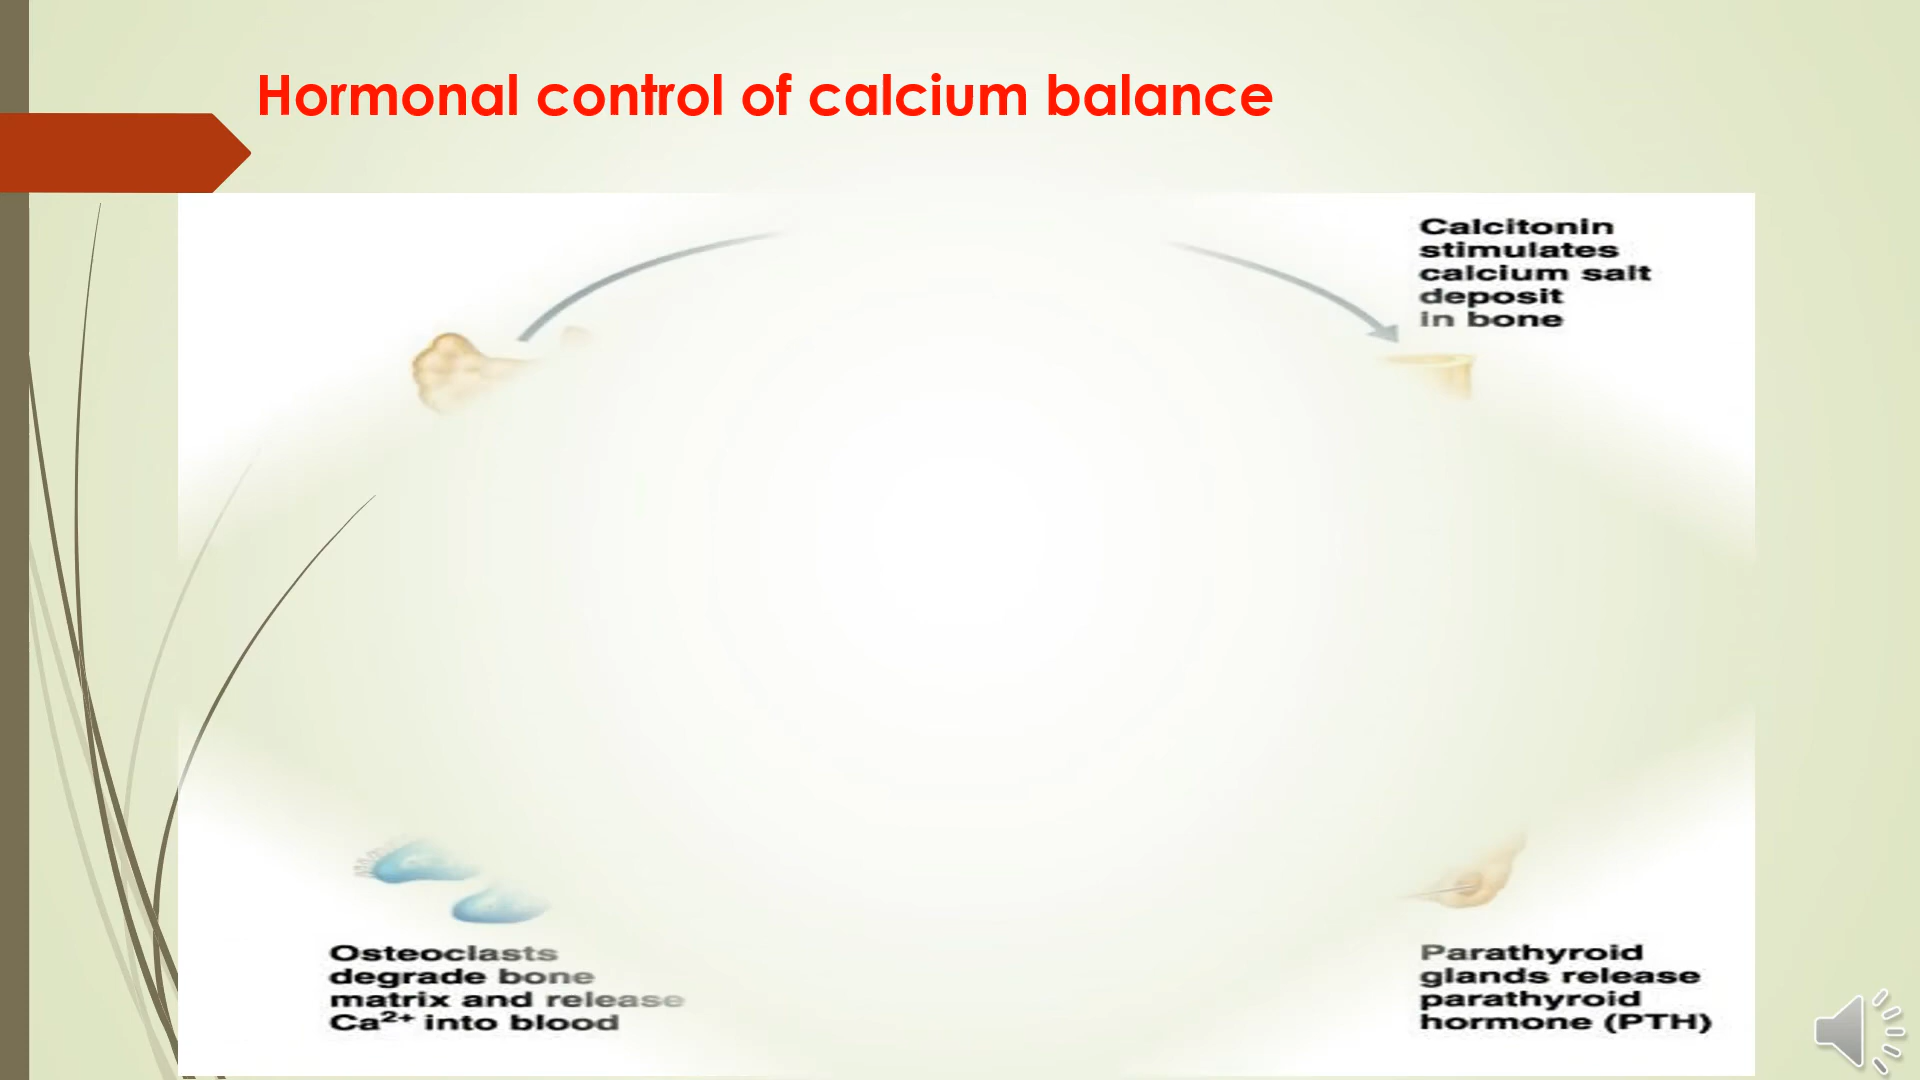 Hormonal control of calcium balance
Calcitonin
stimulates
calcium salt
deposit
in bone
Osteoclasts
degrade bone
matrix and release
Ca²⁺ into blood
Parathyroid
glands release
parathyroid
hormone (PTH)